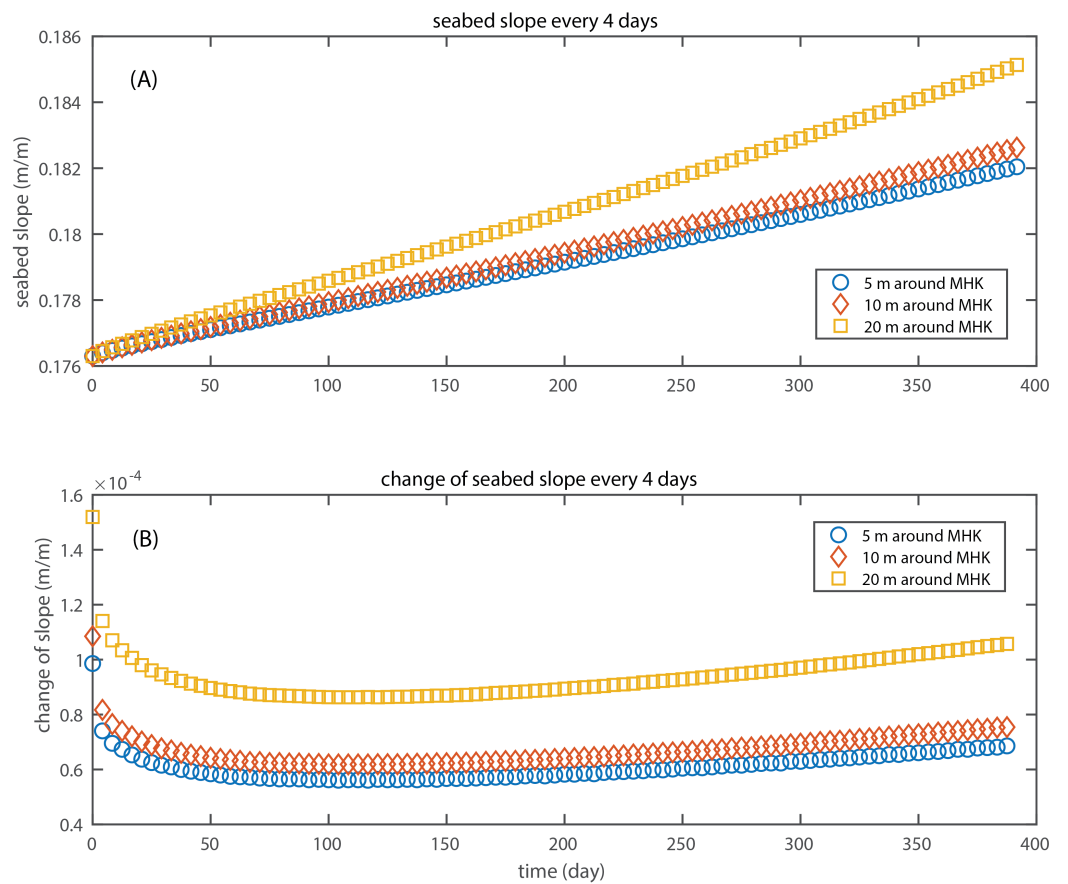 seabed slope every 4 days
(A)
seabed slope (m/m)
0.186
0.184
0.182
0.18
0.178
0.176
0
50
100
150
200
250
300
350
400
5 m around MHK
10 m around MHK
20 m around MHK
×10-4
change of seabed slope every 4 days
(B)
change of slope (m/m)
1.6
1.4
1.2
1
0.8
0.6
0.4
0
50
100
150
200
250
300
350
400
time (day)
5 m around MHK
10 m around MHK
20 m around MHK